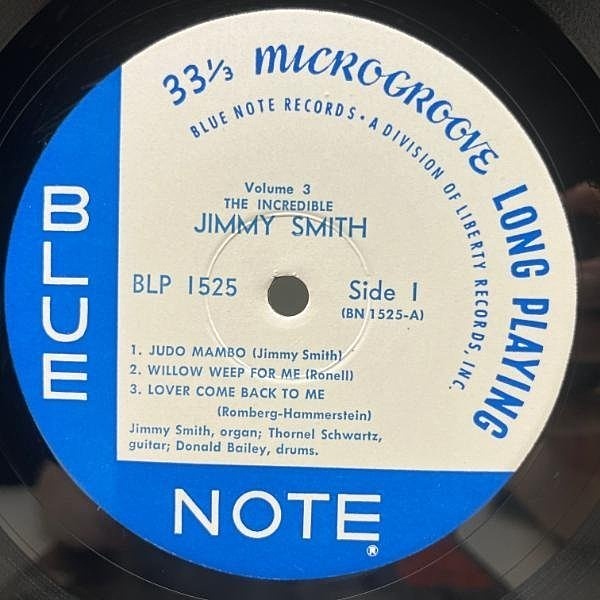 33⅓ MICROGROOVE LONG PLAYING
BLUE NOTE RECORDS • A DIVISION OF LIBERTY RECORDS, INC.
Volume 3
THE INCREDIBLE
JIMMY SMITH
BLP 1525
Side 1
(BN 1525-A)
1. JUDO MAMBO (Jimmy Smith)
2. WILLOW WEEP FOR ME (Ronell)
3. LOVER COME BACK TO ME
(Romberg-Hammerstein)
Jimmy Smith, organ; Thornel Schwartz,
guitar; Donald Bailey, drums.
BLUE
NOTE®